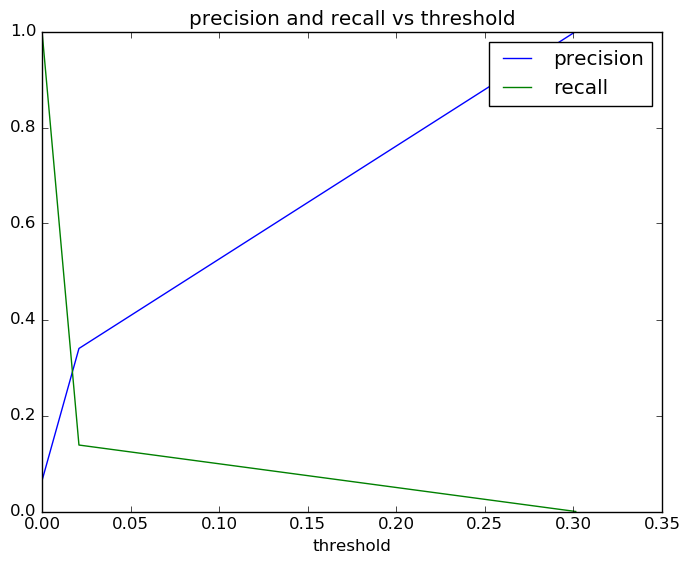 precision and recall vs threshold
1.0
0.8
0.6
0.4
0.2
0.0
precision
recall
0.00 0.05 0.10 0.15 0.20 0.25 0.30 0.35
threshold